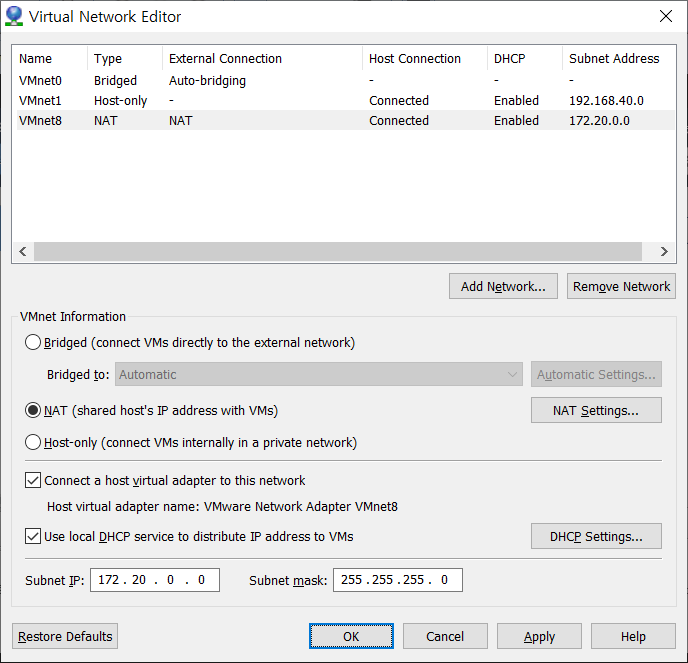 Virtual Network Editor
Name Type External Connection Host Connection DHCP Subnet Address
VMnet0 Bridged Auto-bridging - - -
VMnet1 Host-only - Connected Enabled 192.168.40.0
VMnet8 NAT NAT Connected Enabled 172.20.0.0
Add Network... Remove Network
VMnet Information
Bridged (connect VMs directly to the external network)
Bridged to: Automatic Automatic Settings...
NAT (shared host's IP address with VMs) NAT Settings...
Host-only (connect VMs internally in a private network)
Connect a host virtual adapter to this network
Host virtual adapter name: VMware Network Adapter VMnet8
Use local DHCP service to distribute IP address to VMs DHCP Settings...
Subnet IP: 172 . 20 . 0 . 0 Subnet mask: 255 . 255 . 255 . 0
Restore Defaults OK Cancel Apply Help